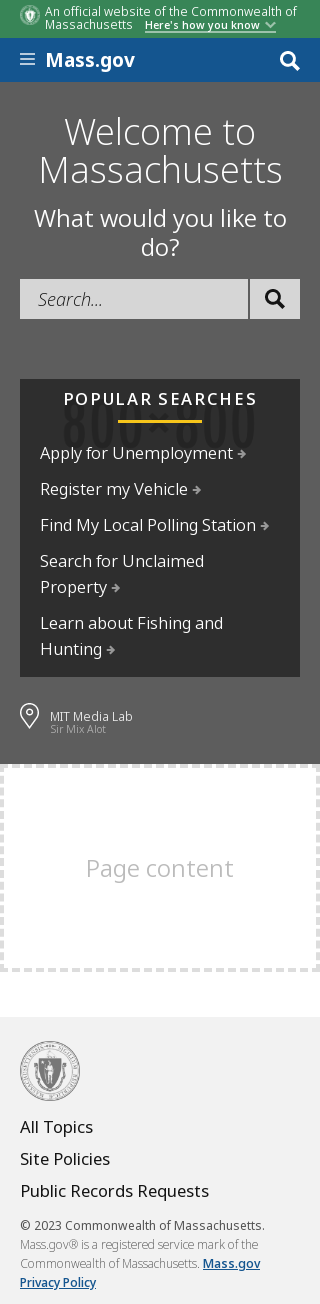 An official website of the Commonwealth of
Massachusetts Here's how you know
Mass.gov
Welcome to
Massachusetts
What would you like to
do?
Search...
800×800
POPULAR SEARCHES
Apply for Unemployment
Register my Vehicle
Find My Local Polling Station
Search for Unclaimed
Property
Learn about Fishing and
Hunting
MIT Media Lab
Sir Mix Alot
Page content
All Topics
Site Policies
Public Records Requests
© 2023 Commonwealth of Massachusetts.
Mass.gov® is a registered service mark of the
Commonwealth of Massachusetts. Mass.gov
Privacy Policy